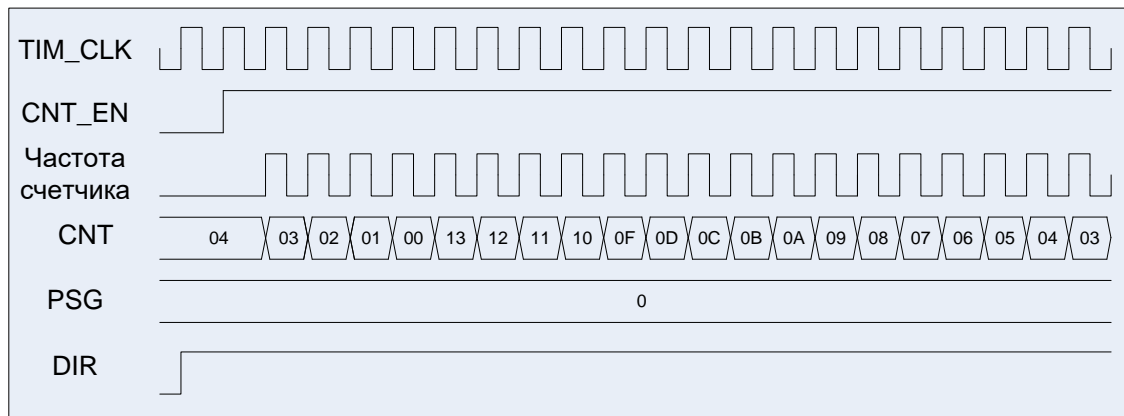 TIM_CLK
CNT_EN
Частота
счетчика
CNT 04 03 02 01 00 13 12 11 10 0F 0D 0C 0B 0A 09 08 07 06 05 04 03
PSG 0
DIR